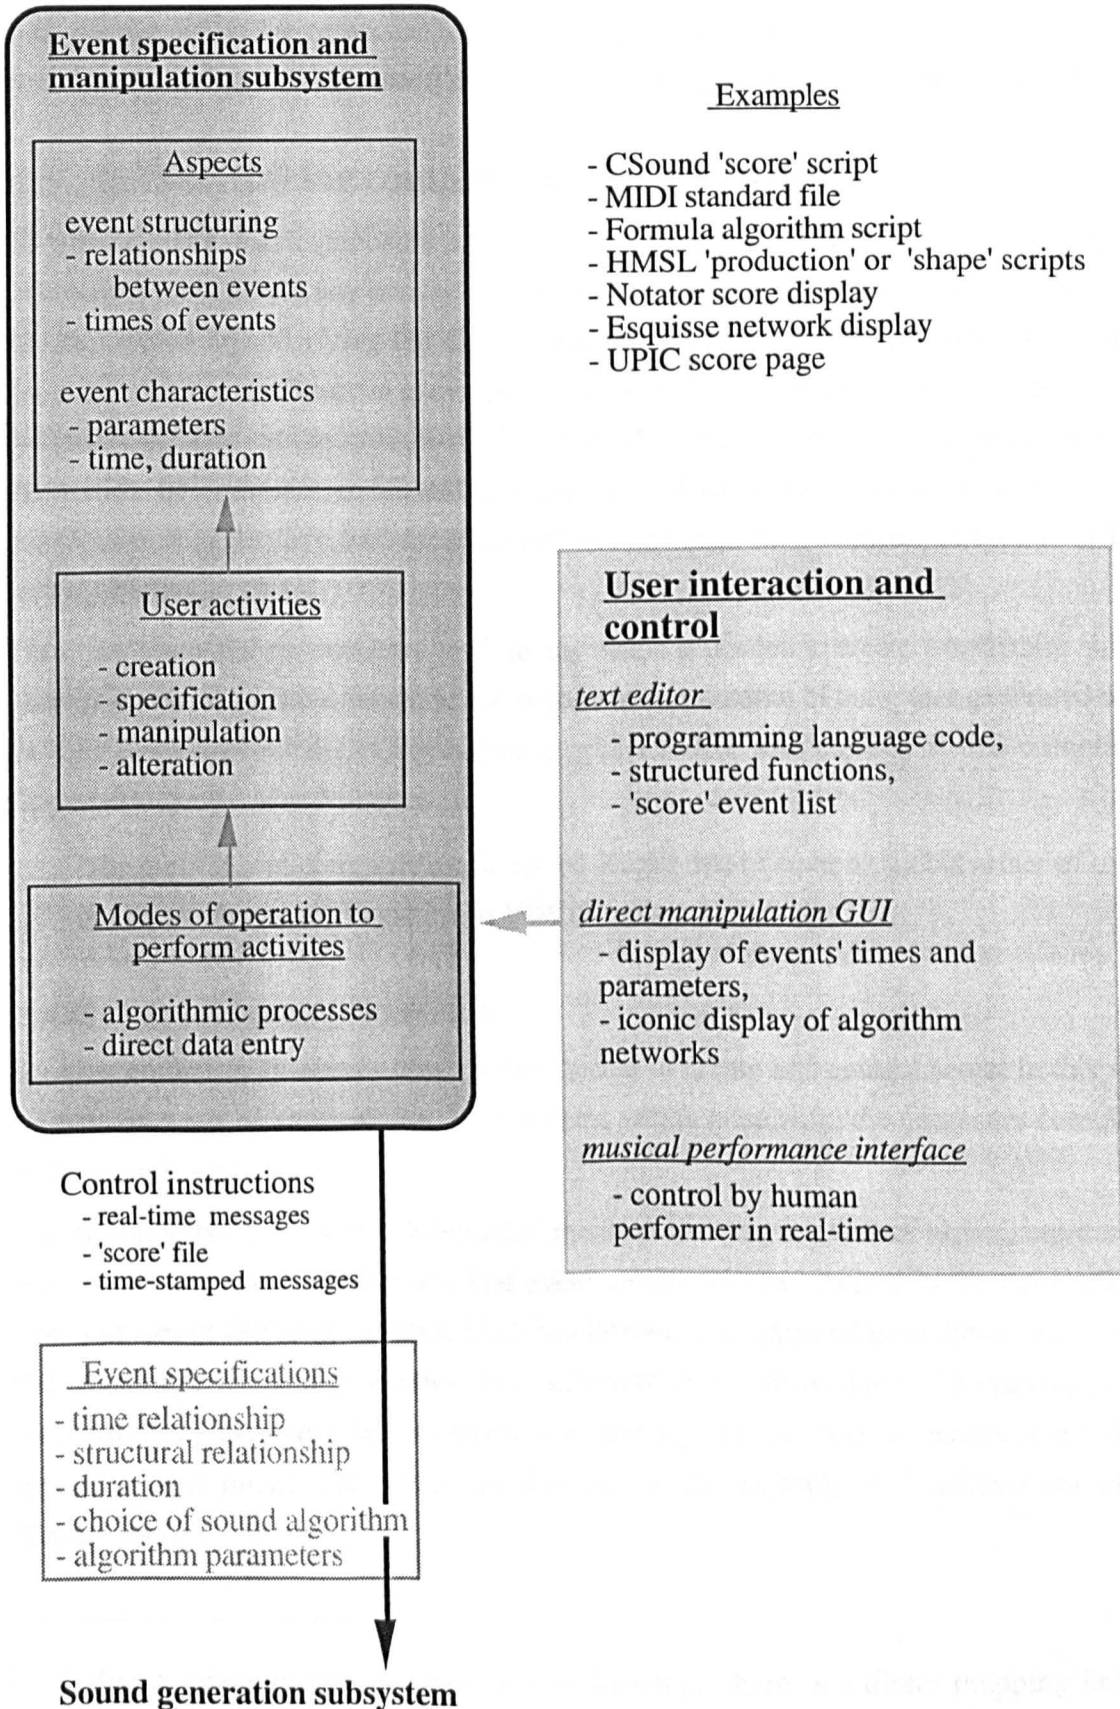 Event specification and
manipulation subsystem
Aspects
event structuring
- relationships
between events
- times of events
event characteristics
- parameters
- time, duration
User activities
- creation
- specification
- manipulation
- alteration
Modes of operation to
perform activites
- algorithmic processes
- direct data entry
Examples
- CSound 'score' script
- MIDI standard file
- Formula algorithm script
- HMSL 'production' or 'shape' scripts
- Notator score display
- Esquisse network display
- UPIC score page
User interaction and
control
text editor
- programming language code,
- structured functions,
- 'score' event list
direct manipulation GUI
- display of events' times and
parameters,
- iconic display of algorithm
networks
musical performance interface
- control by human
performer in real-time
Control instructions
- real-time messages
- 'score' file
- time-stamped messages
Event specifications
- time relationship
- structural relationship
- duration
- choice of sound algorithm
- algorithm parameters
Sound generation subsystem